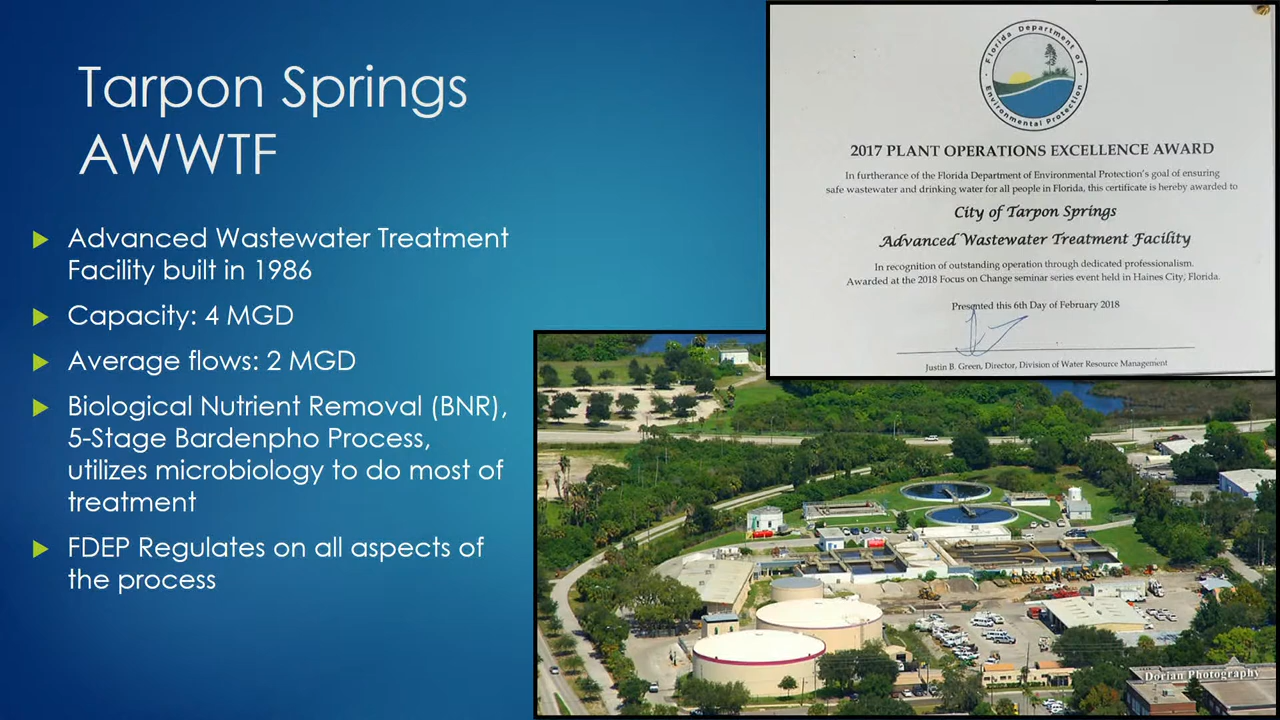 Tarpon Springs
AWWTF
Advanced Wastewater Treatment
Facility built in 1986
Capacity: 4 MGD
Average flows: 2 MGD
Biological Nutrient Removal (BNR),
5-Stage Bardenpho Process,
utilizes microbiology to do most of
treatment
FDEP Regulates on all aspects of
the process
Florida Department of
Environmental Protection
2017 PLANT OPERATIONS EXCELLENCE AWARD
In furtherance of the Florida Department of Environmental Protection's goal of ensuring
safe wastewater and drinking water for all people in Florida, this certificate is hereby awarded to
City of Tarpon Springs
Advanced Wastewater Treatment Facility
In recognition of outstanding operation through dedicated professionalism.
Awarded at the 2018 Focus on Change seminar series event held in Haines City, Florida.
Presented this 6th Day of February 2018
Justin B. Green, Director, Division of Water Resource Management
Dorian Photography